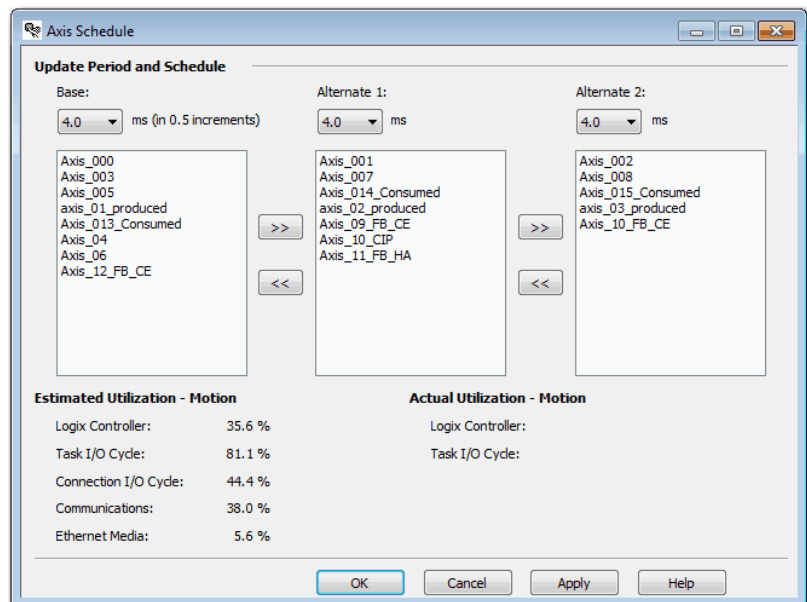 Axis Schedule
Update Period and Schedule
Base:
4.0 ms (in 0.5 increments)
Axis_000
Axis_003
Axis_005
axis_01_produced
Axis_013_Consumed
Axis_04
Axis_06
Axis_12_FB_CE
>>
<<
Alternate 1:
4.0 ms
Axis_001
Axis_007
Axis_014_Consumed
axis_02_produced
Axis_09_FB_CE
Axis_10_CIP
Axis_11_FB_HA
>>
<<
Alternate 2:
4.0 ms
Axis_002
Axis_008
Axis_015_Consumed
axis_03_produced
Axis_10_FB_CE
Estimated Utilization - Motion
Logix Controller: 35.6 %
Task I/O Cycle: 81.1 %
Connection I/O Cycle: 44.4 %
Communications: 38.0 %
Ethernet Media: 5.6 %
Actual Utilization - Motion
Logix Controller:
Task I/O Cycle:
OK Cancel Apply Help